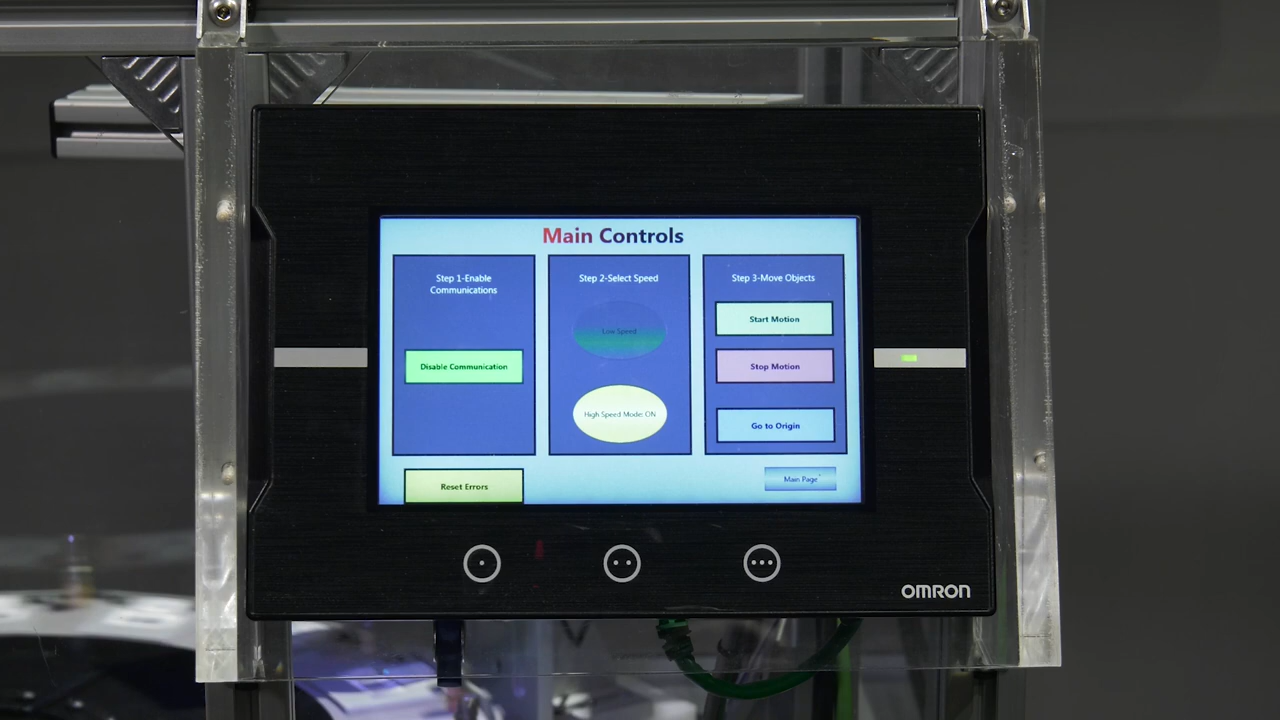 Main Controls
Step 1-Enable
Communications
Disable Communication
Step 2-Select Speed
Low Speed
High Speed Mode: ON
Step 3-Move Objects
Start Motion
Stop Motion
Go to Origin
Reset Errors
Main Page
OMRON